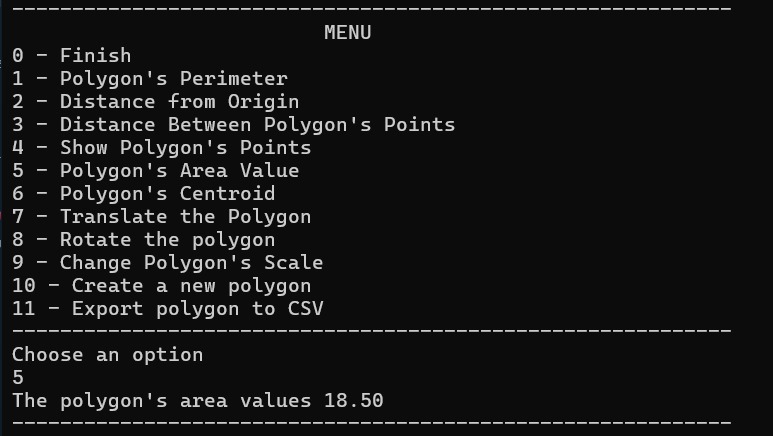 ------------------------------------------------------------
MENU
0 - Finish
1 - Polygon's Perimeter
2 - Distance from Origin
3 - Distance Between Polygon's Points
4 - Show Polygon's Points
5 - Polygon's Area Value
6 - Polygon's Centroid
7 - Translate the Polygon
8 - Rotate the polygon
9 - Change Polygon's Scale
10 - Create a new polygon
11 - Export polygon to CSV
------------------------------------------------------------
Choose an option
5
The polygon's area values 18.50
------------------------------------------------------------